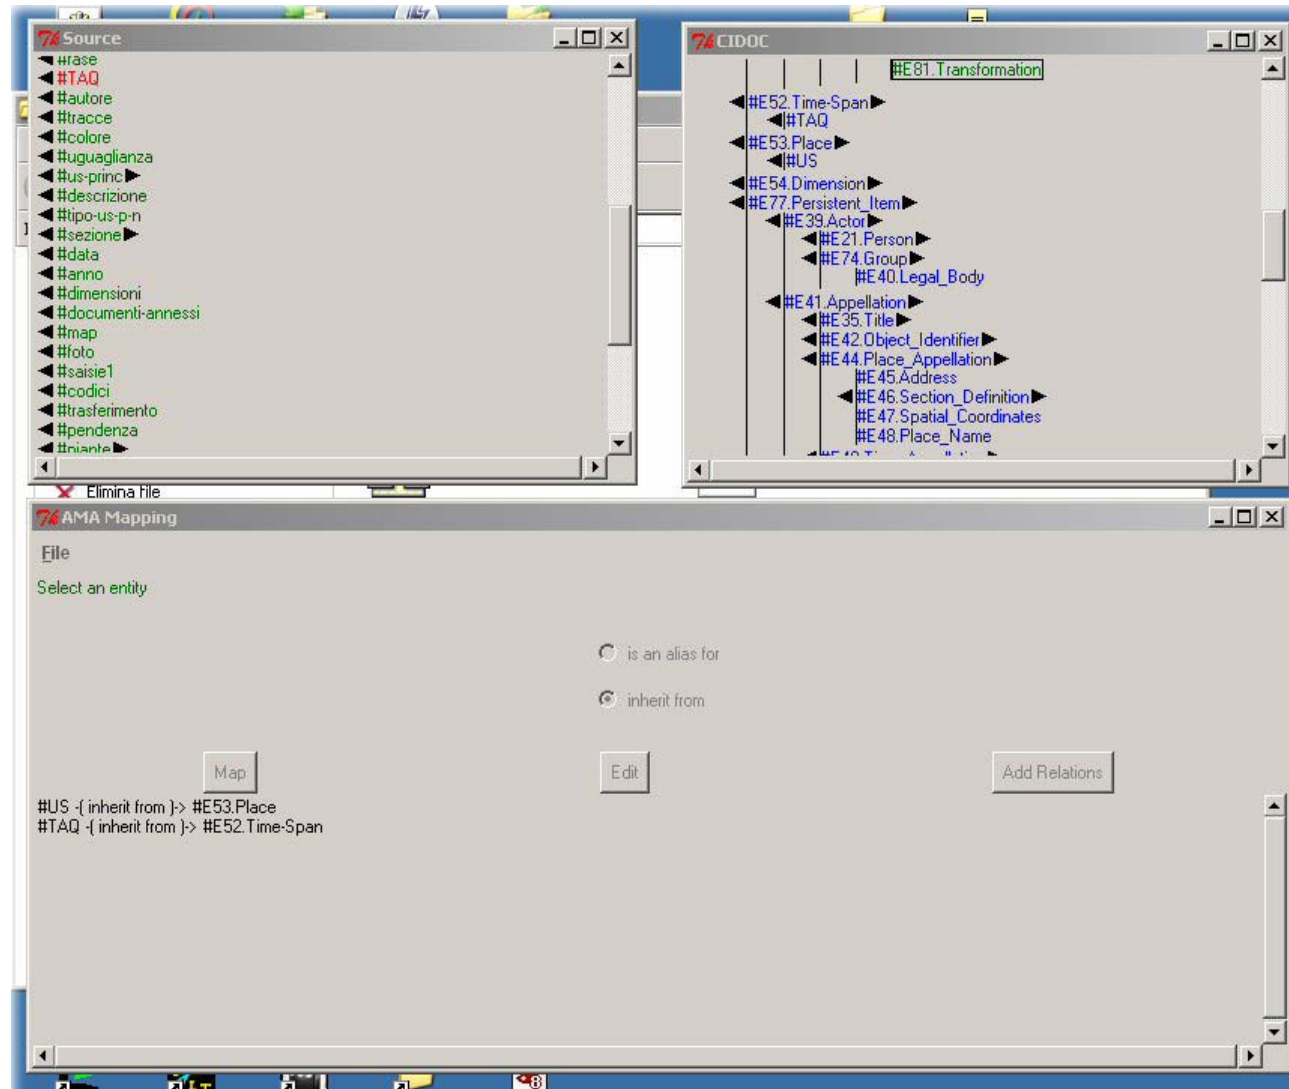 Source
#fase
#TAQ
#autore
#tracce
#colore
#uguaglianza
#us-princ
#descrizione
#tipo-us-p-n
#sezione
#data
#anno
#dimensioni
#documenti-annessi
#map
#foto
#saisie1
#codici
#trasferimento
#pendenza
#piante
CIDOC
#E81.Transformation
#E52.Time-Span
#TAQ
#E53.Place
#US
#E54.Dimension
#E77.Persistent_Item
#E39.Actor
#E21.Person
#E74.Group
#E40.Legal_Body
#E41.Appellation
#E35.Title
#E42.Object_Identifier
#E44.Place_Appellation
#E45.Address
#E46.Section_Definition
#E47.Spatial_Coordinates
#E48.Place_Name
Elimina file
AMA Mapping
File
Select an entity
is an alias for
inherit from
Map Edit Add Relations
#US -( inherit from )-> #E53.Place
#TAQ -( inherit from )-> #E52.Time-Span